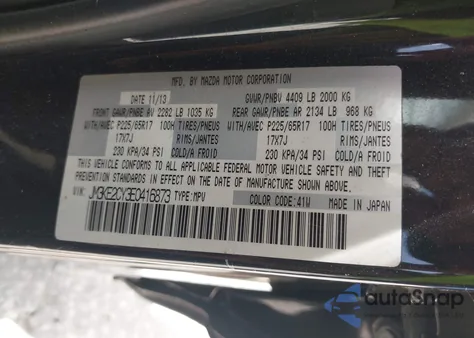 MFD. BY MAZDA MOTOR CORPORATION
DATE 11/13 GVWR/PNBV 4409 LB 2000 KG
FRONT GAWR/PNBE AV 2282 LB 1035 KG REAR GAWR/PNBE AR 2134 LB 968 KG
WITH/AVEC P225/65R17 100H TIRES/PNEUS WITH/AVEC P225/65R17 100H TIRES/PNEUS
17X7J RIMS/JANTES 17X7J RIMS/JANTES
230 KPA/34 PSI COLD/A FROID 230 KPA/34 PSI COLD/A FROID
THIS VEHICLE CONFORMS TO ALL APPLICABLE FEDERAL MOTOR VEHICLE SAFETY AND THEFT
PREVENTION STANDARDS IN EFFECT ON THE DATE OF MANUFACTURE SHOWN ABOVE.
VIN: JM3KE2CY3E0416873 TYPE:MPV
COLOR CODE:41W MADE IN JAPAN
autoSnap